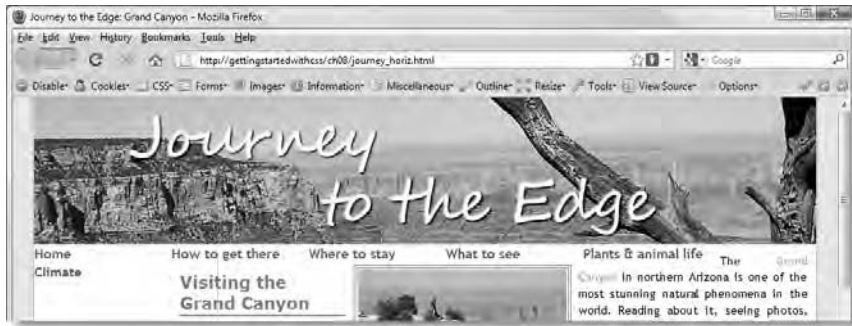 Journey to the Edge: Grand Canyon - Mozilla Firefox
File Edit View History Bookmarks Tools Help
http://gettingstartedwithcss/ch08/journey_horiz.html
Google
Disable Cookies CSS Forms Images Information Miscellaneous Outline Resize Tools View Source Options
Journey
to the Edge
Home How to get there Where to stay What to see Plants & animal life
Climate
Visiting the
Grand Canyon
The Grand
Canyon in northern Arizona is one of the
most stunning natural phenomena in the
world. Reading about it, seeing photos,